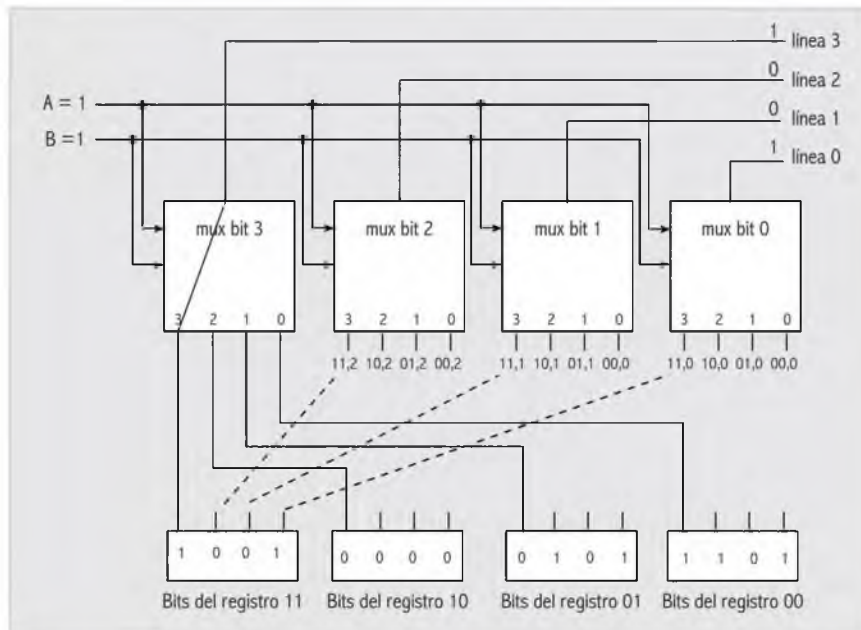 1 línea 3
0 línea 2
A = 1
0 línea 1
B =1
1 línea 0
mux bit 3 mux bit 2 mux bit 1 mux bit 0
3 2 1 0 3 2 1 0 3 2 1 0 3 2 1 0
11,2 10,2 01,2 00,2 11,1 10,1 01,1 00,0 11,0 10,0 01,0 00,0
1 0 0 1 0 0 0 0 0 1 0 1 1 1 0 1
Bits del registro 11 Bits del registro 10 Bits del registro 01 Bits del registro 00